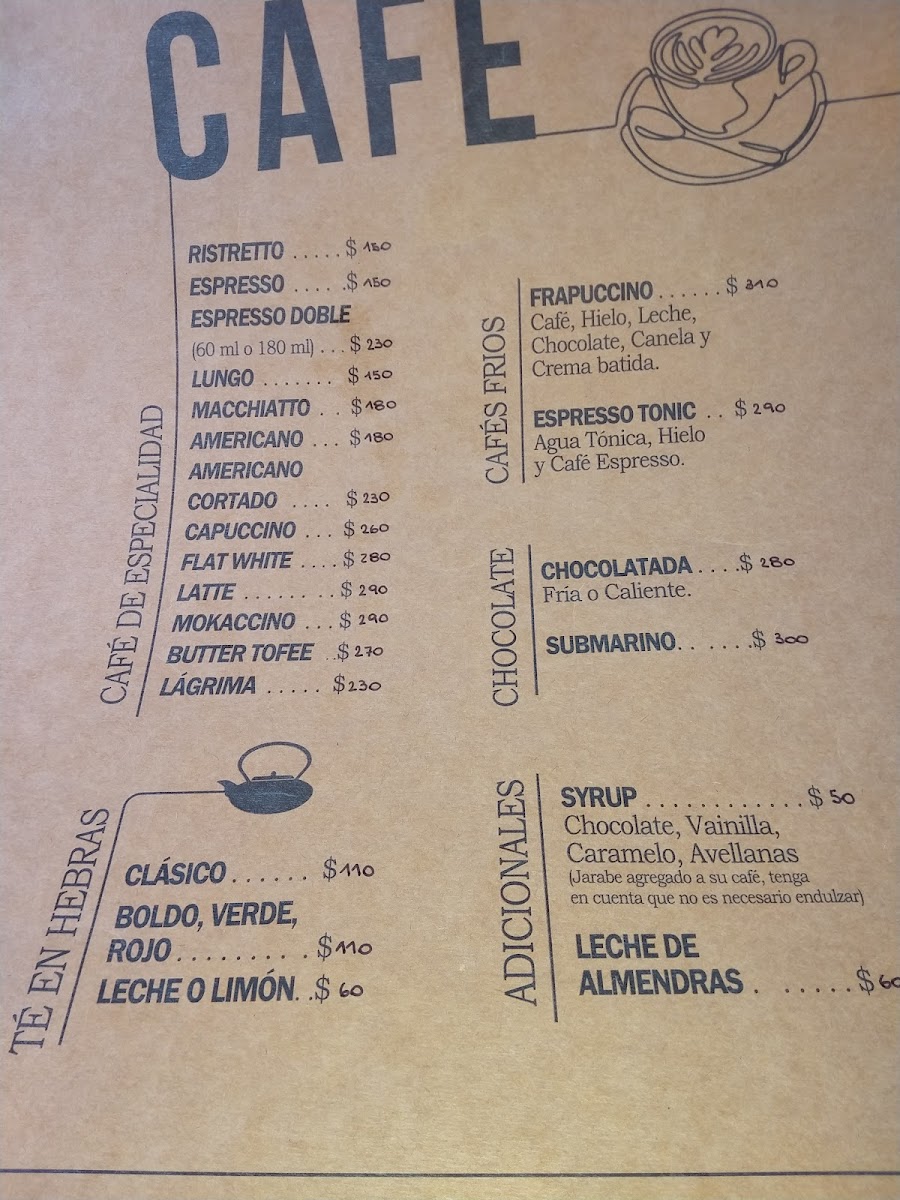 CAFÉ
CAFÉ DE ESPECIALIDAD
RISTRETTO ..... $ 150
ESPRESSO ...... $ 150
ESPRESSO DOBLE
(60 ml o 180 ml) ... $ 230
LUNGO ....... $ 150
MACCHIATTO .. $ 180
AMERICANO ... $ 180
AMERICANO
CORTADO .... $ 230
CAPUCCINO ... $ 260
FLAT WHITE .... $ 280
LATTE ......... $ 290
MOKACCINO ... $ 290
BUTTER TOFEE ..$ 270
LÁGRIMA ..... $230
CAFÉS FRIOS
FRAPUCCINO ...... $ 310
Café, Hielo, Leche,
Chocolate, Canela y
Crema batida.
ESPRESSO TONIC .. $ 290
Agua Tónica, Hielo
y Café Espresso.
CHOCOLATE
CHOCOLATADA ....$ 280
Fria o Caliente.
SUBMARINO. . .....$ 300
TÉ EN HEBRAS
CLÁSICO ...... $110
BOLDO, VERDE,
ROJO ......... $110
LECHE O LIMÓN. .$ 60
ADICIONALES
SYRUP ............ $ 50
Chocolate, Vainilla,
Caramelo, Avellanas
(Jarabe agregado a su café, tenga
en cuenta que no es necesario endulzar)
LECHE DE
ALMENDRAS . ..... $60